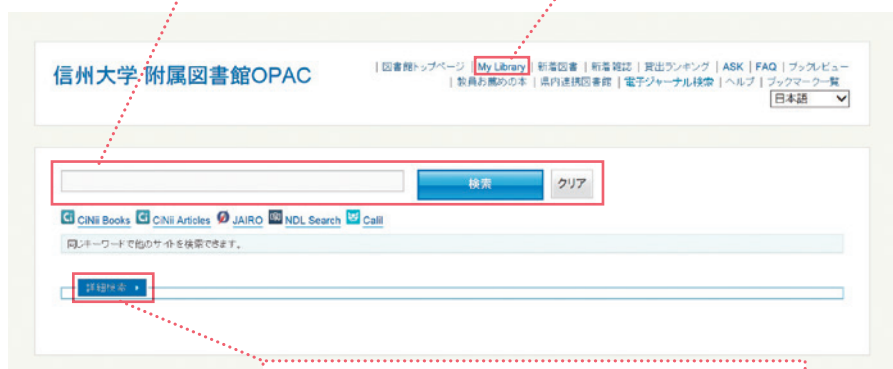 信州大学 附属図書館OPAC
| 図書館トップページ | My Library | 新着図書 | 新着雑誌 | 貸出ランキング | ASK | FAQ | ブックレビュー
| 教員お薦めの本 | 県内連携図書館 | 電子ジャーナル検索 | ヘルプ | ブックマーク一覧
日本語
検索 クリア
CiNii Books CiNii Articles JAIRO NDL Search Calil
同じキーワードで他のサイトを検索できます。
詳細検索